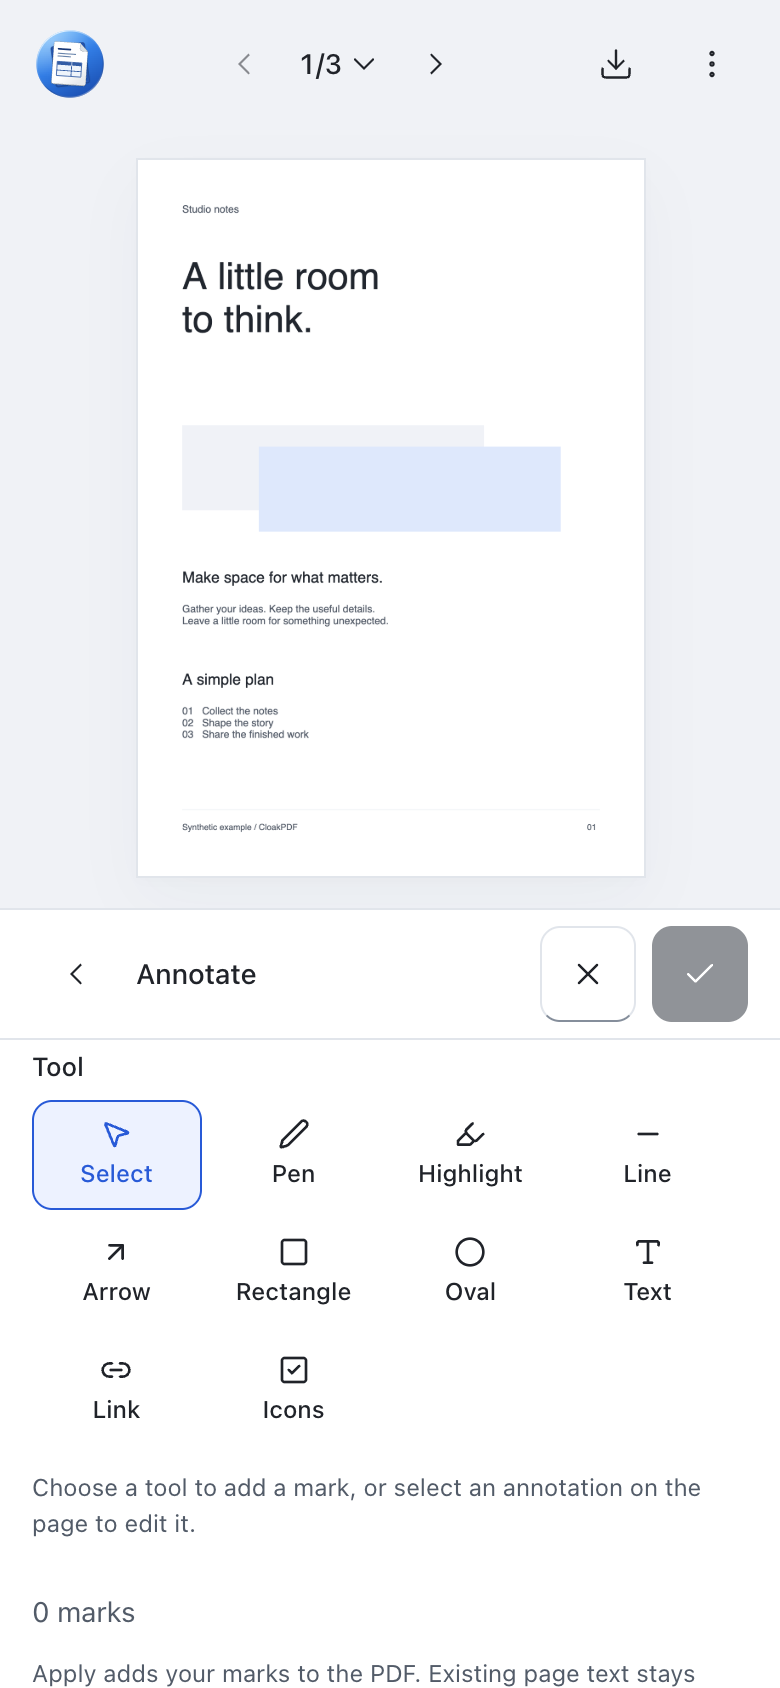 1/3
Studio notes
A little room
to think.
Make space for what matters.
Gather your ideas. Keep the useful details.
Leave a little room for something unexpected.
A simple plan
01 Collect the notes
02 Shape the story
03 Share the finished work
Synthetic example / CloakPDF 01
Annotate
Tool
Select Pen Highlight Line
Arrow Rectangle Oval Text
Link Icons
Choose a tool to add a mark, or select an annotation on the
page to edit it.
0 marks
Apply adds your marks to the PDF. Existing page text stays